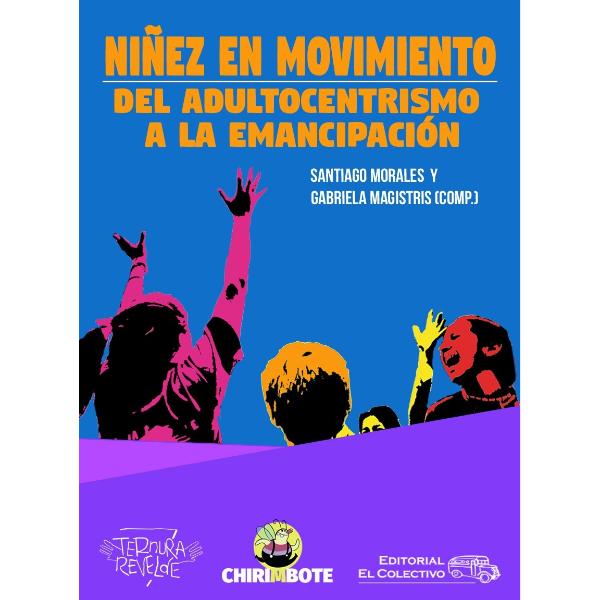 NIÑEZ EN MOVIMIENTO
DEL ADULTOCENTRISMO
A LA EMANCIPACIÓN
SANTIAGO MORALES Y
GABRIELA MAGISTRIS (COMP.)
TERNURA
REVELDE
CHIRIMBOTE
EDITORIAL
EL COLECTIVO